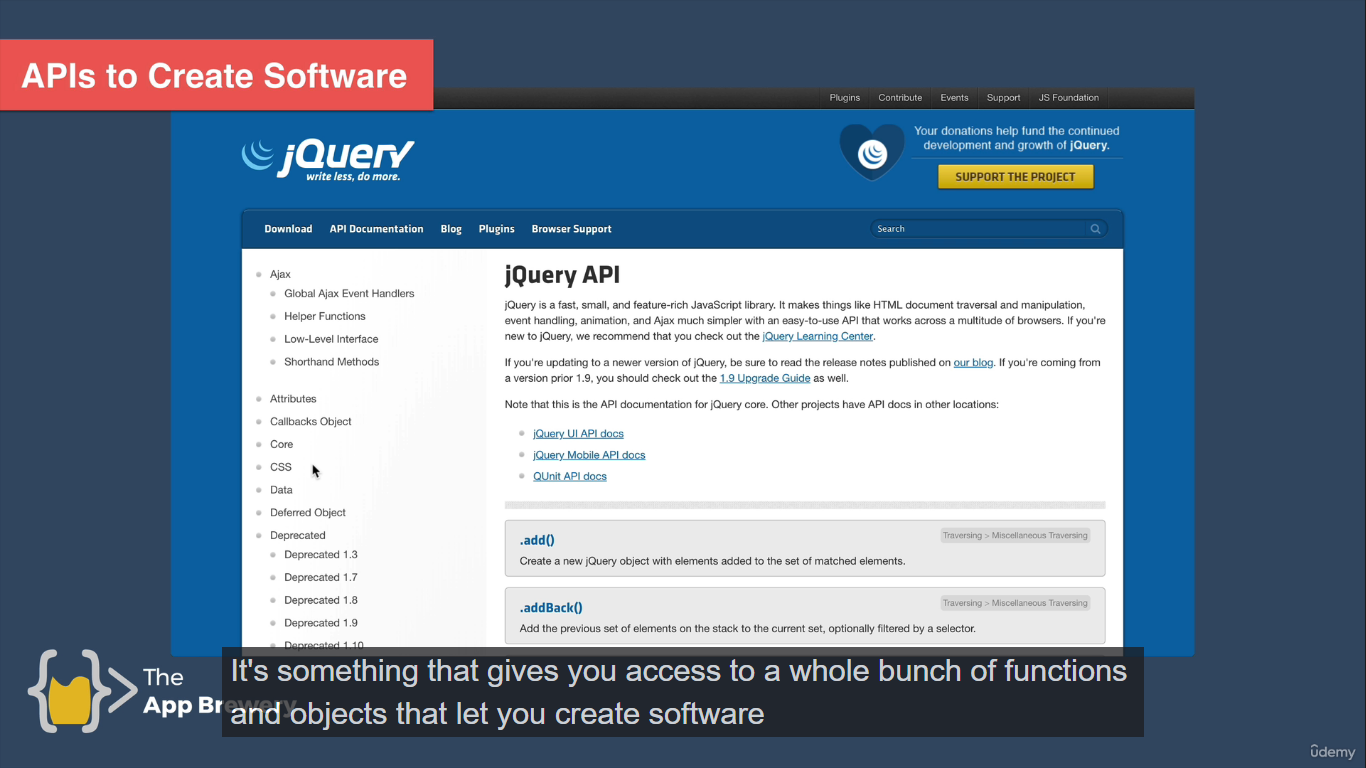 APIs to Create Software
Plugins Contribute Events Support JS Foundation
jQuery
write less, do more.
Your donations help fund the continued
development and growth of jQuery.
SUPPORT THE PROJECT
Download API Documentation Blog Plugins Browser Support
Search
Ajax
Global Ajax Event Handlers
Helper Functions
Low-Level Interface
Shorthand Methods
Attributes
Callbacks Object
Core
CSS
Data
Deferred Object
Deprecated
Deprecated 1.3
Deprecated 1.7
Deprecated 1.8
Deprecated 1.9
Deprecated 1.10
jQuery API
jQuery is a fast, small, and feature-rich JavaScript library. It makes things like HTML document traversal and manipulation,
event handling, animation, and Ajax much simpler with an easy-to-use API that works across a multitude of browsers. If you're
new to jQuery, we recommend that you check out the jQuery Learning Center.
If you're updating to a newer version of jQuery, be sure to read the release notes published on our blog. If you're coming from
a version prior 1.9, you should check out the 1.9 Upgrade Guide as well.
Note that this is the API documentation for jQuery core. Other projects have API docs in other locations:
jQuery UI API docs
jQuery Mobile API docs
QUnit API docs
.add()
Traversing > Miscellaneous Traversing
Create a new jQuery object with elements added to the set of matched elements.
.addBack()
Traversing > Miscellaneous Traversing
Add the previous set of elements on the stack to the current set, optionally filtered by a selector.
The
App Brewery
It's something that gives you access to a whole bunch of functions
and objects that let you create software
ûdemy